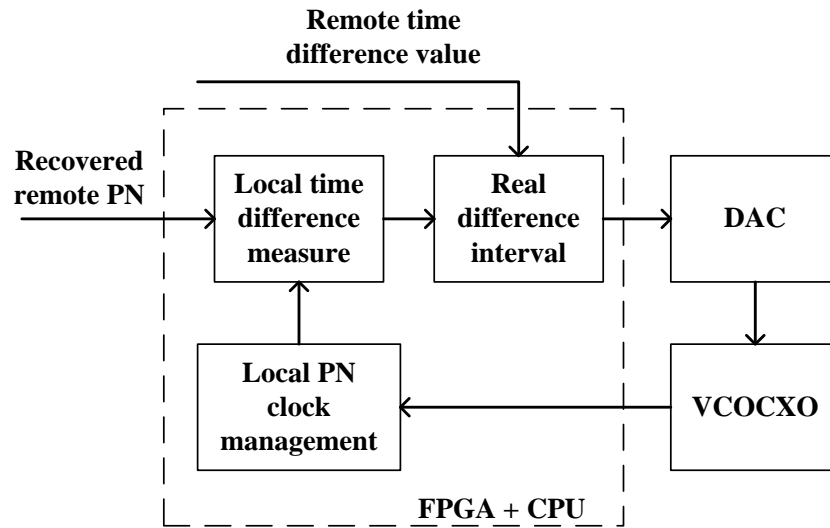 Remote time
difference value
Recovered
remote PN
Local time
difference
measure
Real
difference
interval
DAC
Local PN
clock
management
VCOCXO
FPGA + CPU